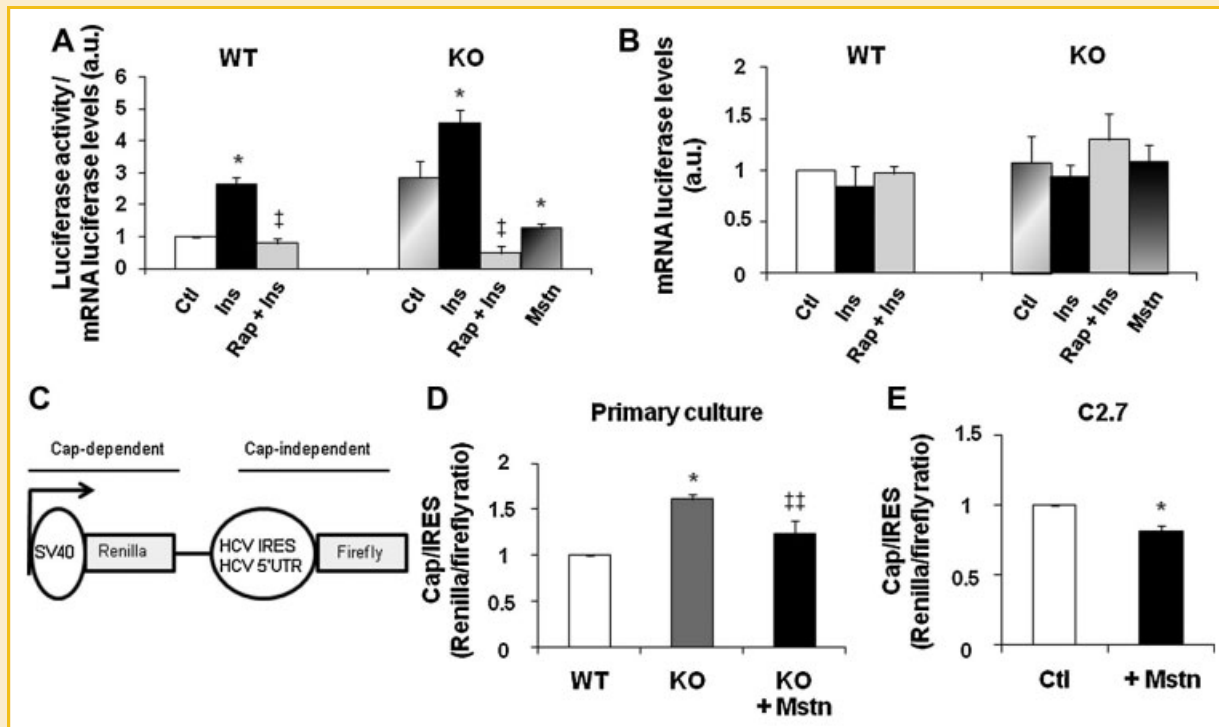 A
WT
KO
Luciferase activity/
mRNA luciferase levels (a.u.)
6
5
4
3
2
1
0
*
‡
*
‡
*
Ctl
Ins
Rap + Ins
Ctl
Ins
Rap + Ins
Mstn
B
WT
KO
mRNA luciferase levels
(a.u.)
2
1.5
1
0.5
0
Ctl
Ins
Rap + Ins
Ctl
Ins
Rap + Ins
Mstn
C
Cap-dependent
Cap-independent
SV40
Renilla
HCV IRES
HCV 5'UTR
Firefly
D
Primary culture
Cap/IRES
(Renilla/firefly ratio)
2
1.5
1
0.5
0
*
‡‡
WT
KO
KO
+ Mstn
E
C2.7
Cap/IRES
(Renilla/firefly ratio)
1.5
1
0.5
0
*
Ctl
+ Mstn